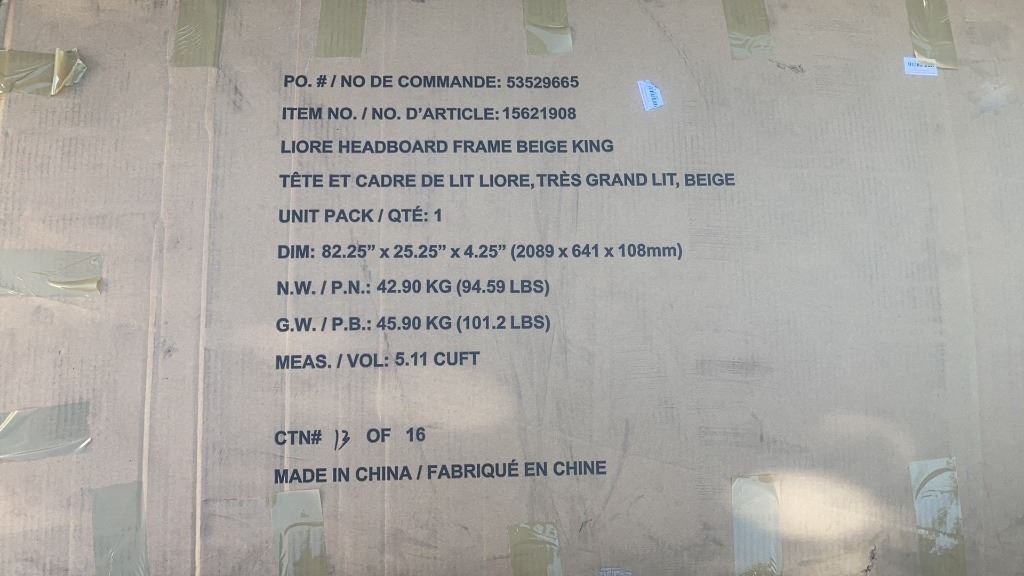 PO. # / NO DE COMMANDE: 53529665
ITEM NO. / NO. D'ARTICLE: 15621908
LIORE HEADBOARD FRAME BEIGE KING
TÊTE ET CADRE DE LIT LIORE, TRÈS GRAND LIT, BEIGE
UNIT PACK / QTÉ: 1
DIM: 82.25” x 25.25” x 4.25” (2089 x 641 x 108mm)
N.W. / P.N.: 42.90 KG (94.59 LBS)
G.W. / P.B.: 45.90 KG (101.2 LBS)
MEAS. / VOL: 5.11 CUFT
CTN# 13 OF 16
MADE IN CHINA / FABRIQUÉ EN CHINE